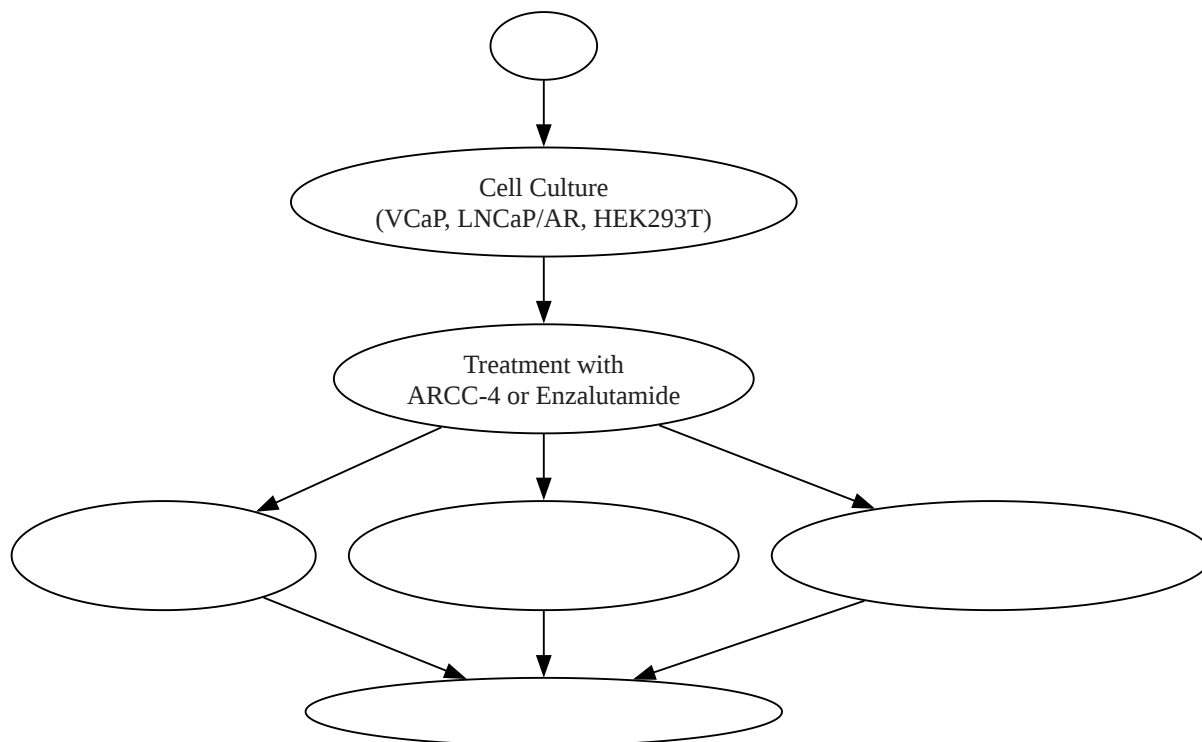 Cell Culture
(VCaP, LNCaP/AR, HEK293T)
Treatment with
ARCC-4 or Enzalutamide